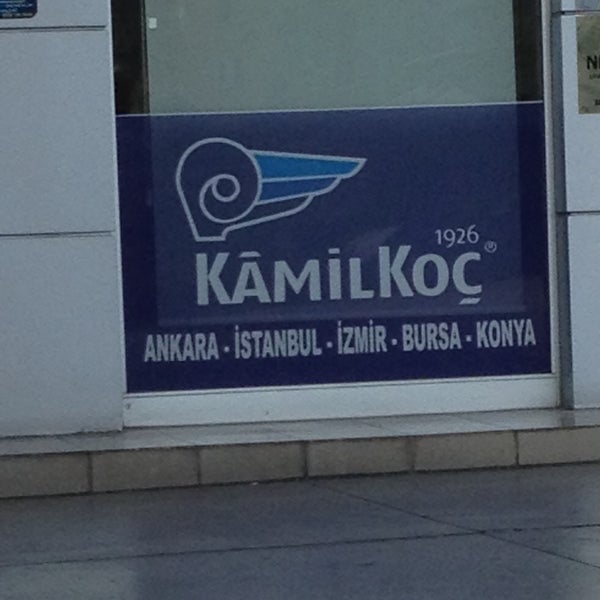 1926
KÂMİLKOÇ®
ANKARA - İSTANBUL - İZMİR - BURSA - KONYA